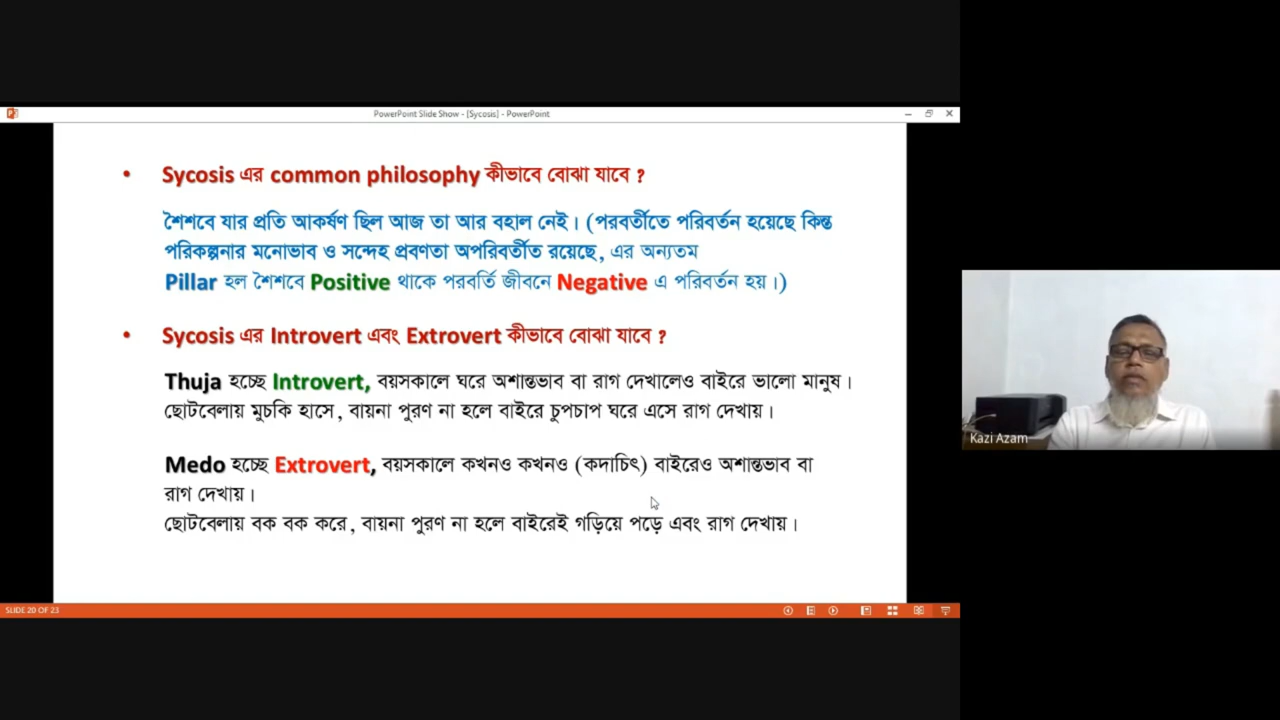 PowerPoint Slide Show - [Sycosis] - PowerPoint
• Sycosis এর common philosophy কীভাবে বোঝা যাবে ?
শৈশবে যার প্রতি আকর্ষণ ছিল আজ তা আর বহাল নেই। (পরবর্তীতে পরিবর্তন হয়েছে কিন্ত
পরিকল্পনার মনোভাব ও সন্দেহ প্রবণতা অপরিবর্তীত রয়েছে, এর অন্যতম
Pillar হল শৈশবে Positive থাকে পরবর্তি জীবনে Negative এ পরিবর্তন হয়।)
• Sycosis এর Introvert এবং Extrovert কীভাবে বোঝা যাবে ?
Thuja হচ্ছে Introvert, বয়সকালে ঘরে অশান্তভাব বা রাগ দেখালেও বাইরে ভালো মানুষ।
ছোটবেলায় মুচকি হাসে, বায়না পুরণ না হলে বাইরে চুপচাপ ঘরে এসে রাগ দেখায়।
Medo হচ্ছে Extrovert, বয়সকালে কখনও কখনও (কদাচিৎ) বাইরেও অশান্তভাব বা
রাগ দেখায়।
ছোটবেলায় বক বক করে, বায়না পুরণ না হলে বাইরেই গড়িয়ে পড়ে এবং রাগ দেখায়।
Kazi Azam
SLIDE 20 OF 23